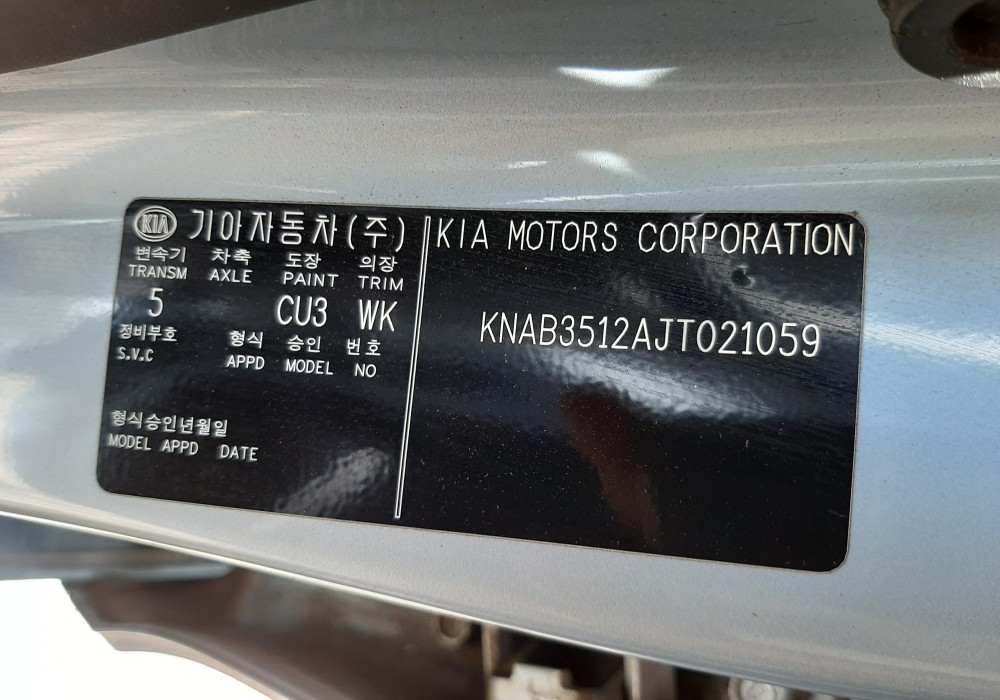 KIA 기아자동차(주) KIA MOTORS CORPORATION
변속기 차축 도장 의장
TRANSM AXLE PAINT TRIM
5 CU3 WK
KNAB3512AJT021059
정비부호 형식 승인 번호
S.V.C APPD MODEL NO
형식승인년월일
MODEL APPD DATE